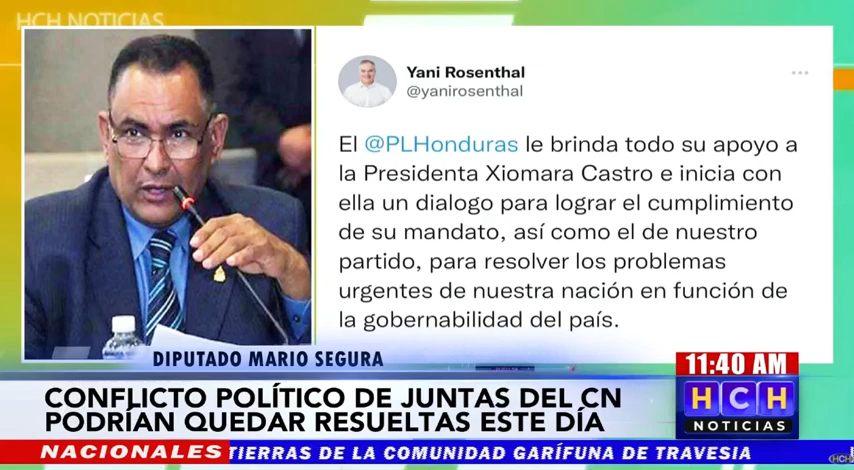 HCH NOTICIAS
Yani Rosenthal
@yanirosenthal
El @PLHonduras le brinda todo su apoyo a
la Presidenta Xiomara Castro e inicia con
ella un dialogo para lograr el cumplimiento
de su mandato, así como el de nuestro
partido, para resolver los problemas
urgentes de nuestra nación en función de
la gobernabilidad del país.
DIPUTADO MARIO SEGURA
11:40 AM
CONFLICTO POLÍTICO DE JUNTAS DEL CN
PODRÍAN QUEDAR RESUELTAS ESTE DÍA
HCH
NOTICIAS
NACIONALES
TIERRAS DE LA COMUNIDAD GARÍFUNA DE TRAVESIA
HCH